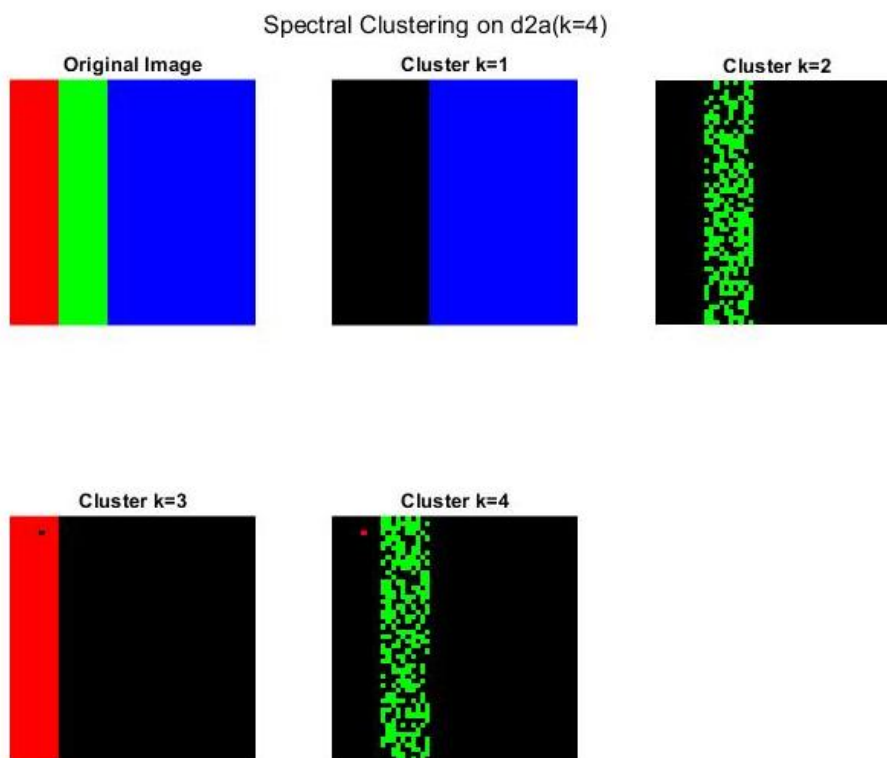 Spectral Clustering on d2a(k=4)
Original Image
Cluster k=1
Cluster k=2
Cluster k=3
Cluster k=4